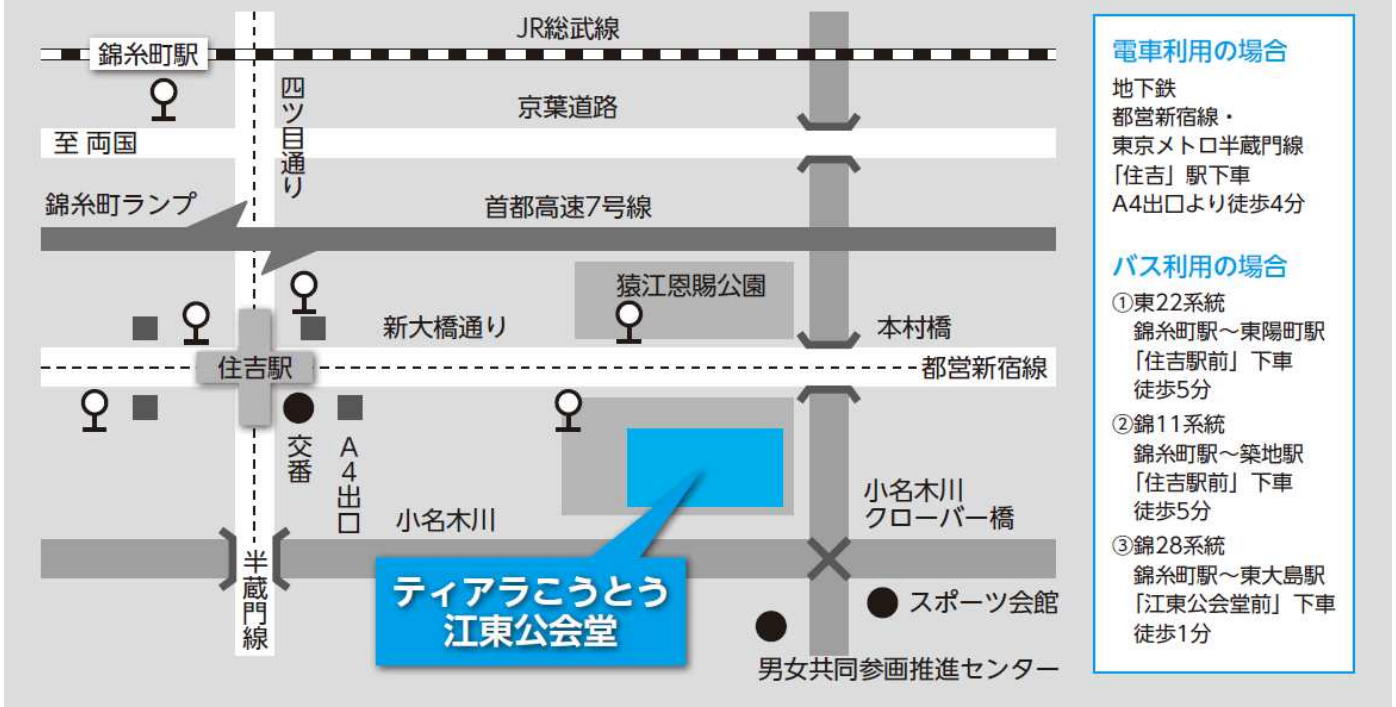 JR総武線
錦糸町駅
四ツ目通り
京葉道路
至 両国
錦糸町ランプ
首都高速7号線
猿江恩賜公園
新大橋通り
本村橋
住吉駅
都営新宿線
交番
A4出口
小名木川
小名木川
クローバー橋
半蔵門線
ティアラこうとう
江東公会堂
スポーツ会館
男女共同参画推進センター
電車利用の場合
地下鉄
都営新宿線・
東京メトロ半蔵門線
「住吉」駅下車
A4出口より徒歩4分
バス利用の場合
①東22系統
錦糸町駅～東陽町駅
「住吉駅前」下車
徒歩5分
②錦11系統
錦糸町駅～築地駅
「住吉駅前」下車
徒歩5分
③錦28系統
錦糸町駅～東大島駅
「江東公会堂前」下車
徒歩1分